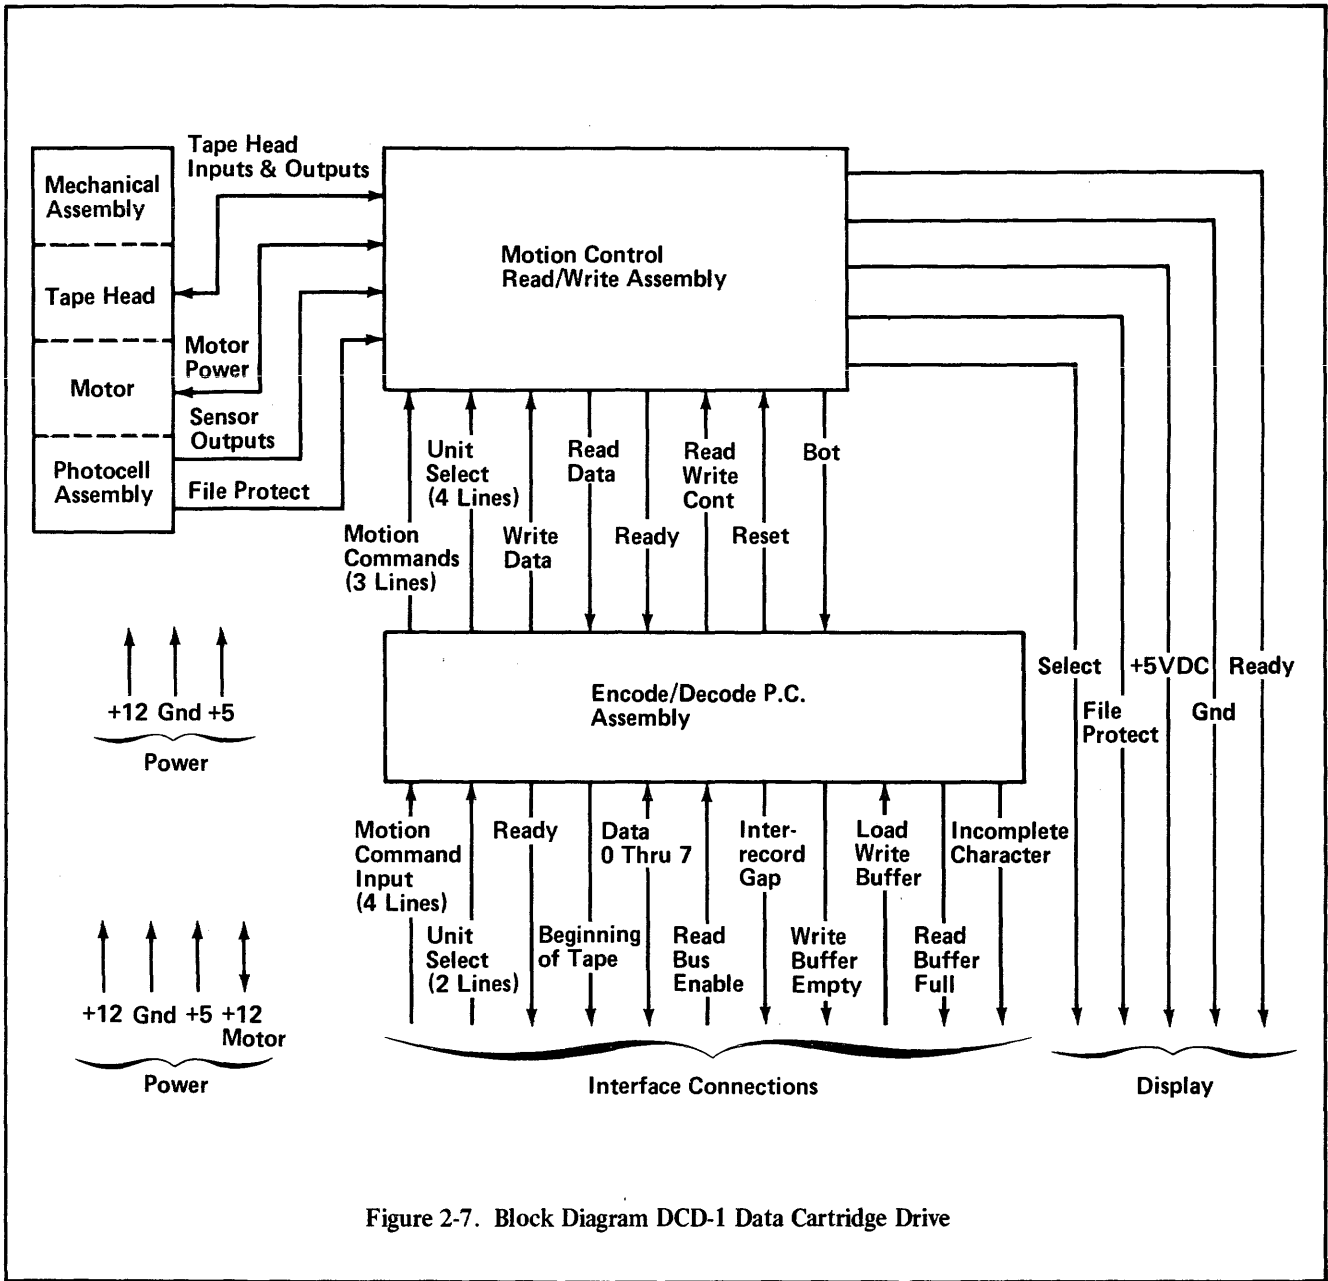 Tape Head
Inputs & Outputs
Mechanical
Assembly
Tape Head
Motor
Photocell
Assembly
Motor
Power
Sensor
Outputs
File Protect
Motion Control
Read/Write Assembly
Motion
Commands
(3 Lines)
Unit
Select
(4 Lines)
Write
Data
Read
Data
Ready
Read
Write
Cont
Reset
Bot
Encode/Decode P.C.
Assembly
Select
File
Protect
+5VDC
Gnd
Ready
+12 Gnd +5
Power
Motion
Command
Input
(4 Lines)
Unit
Select
(2 Lines)
Ready
Beginning
of Tape
Data
0 Thru 7
Read
Bus
Enable
Inter-
record
Gap
Write
Buffer
Empty
Load
Write
Buffer
Read
Buffer
Full
Incomplete
Character
+12 Gnd +5 +12
Motor
Power
Interface Connections
Display
Figure 2-7. Block Diagram DCD-1 Data Cartridge Drive